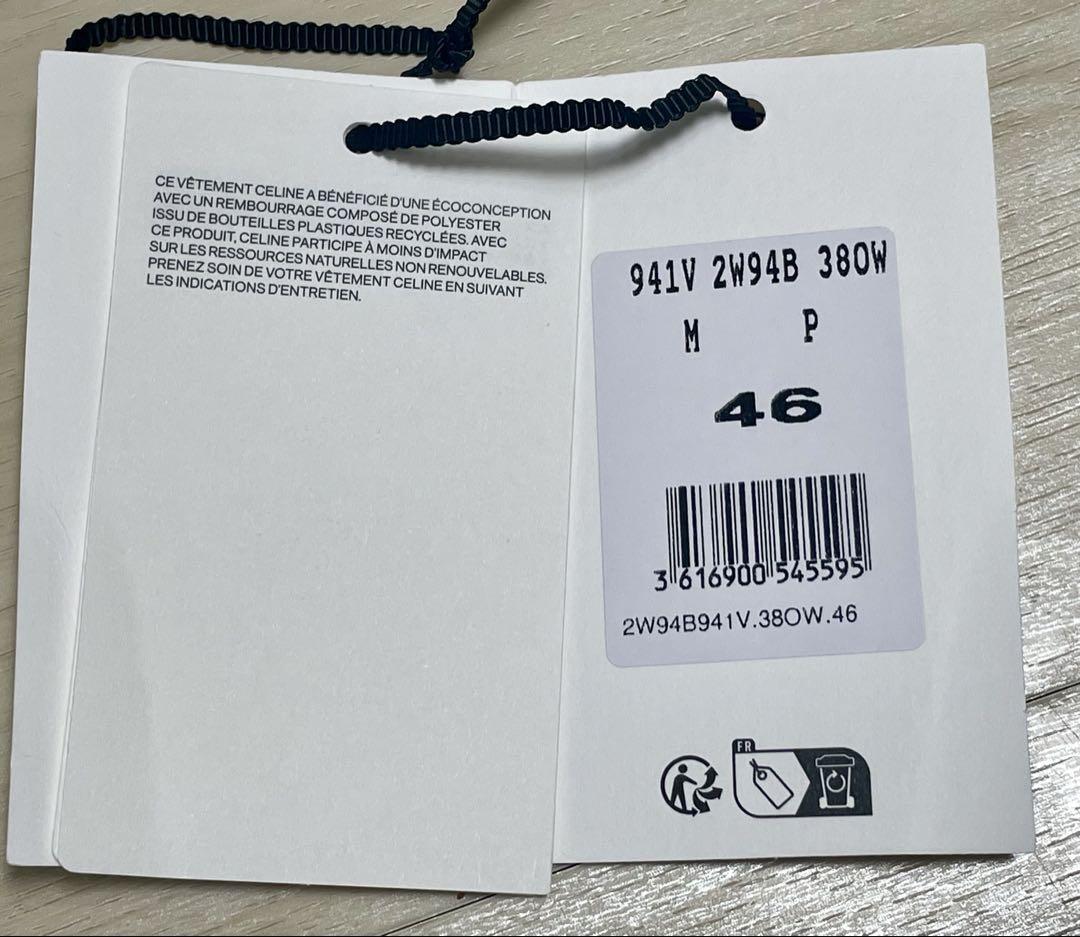 CE VÊTEMENT CELINE A BÉNÉFICIÉ D'UNE ÉCOCONCEPTION
AVEC UN REMBOURRAGE COMPOSÉ DE POLYESTER
ISSU DE BOUTEILLES PLASTIQUES RECYCLÉES. AVEC
CE PRODUIT, CELINE PARTICIPE À MOINS D'IMPACT
SUR LES RESSOURCES NATURELLES NON RENOUVELABLES.
PRENEZ SOIN DE VOTRE VÊTEMENT CELINE EN SUIVANT
LES INDICATIONS D'ENTRETIEN.
941V 2W94B 38OW
M P
46
3 616900 545595
2W94B941V.38OW.46
FR